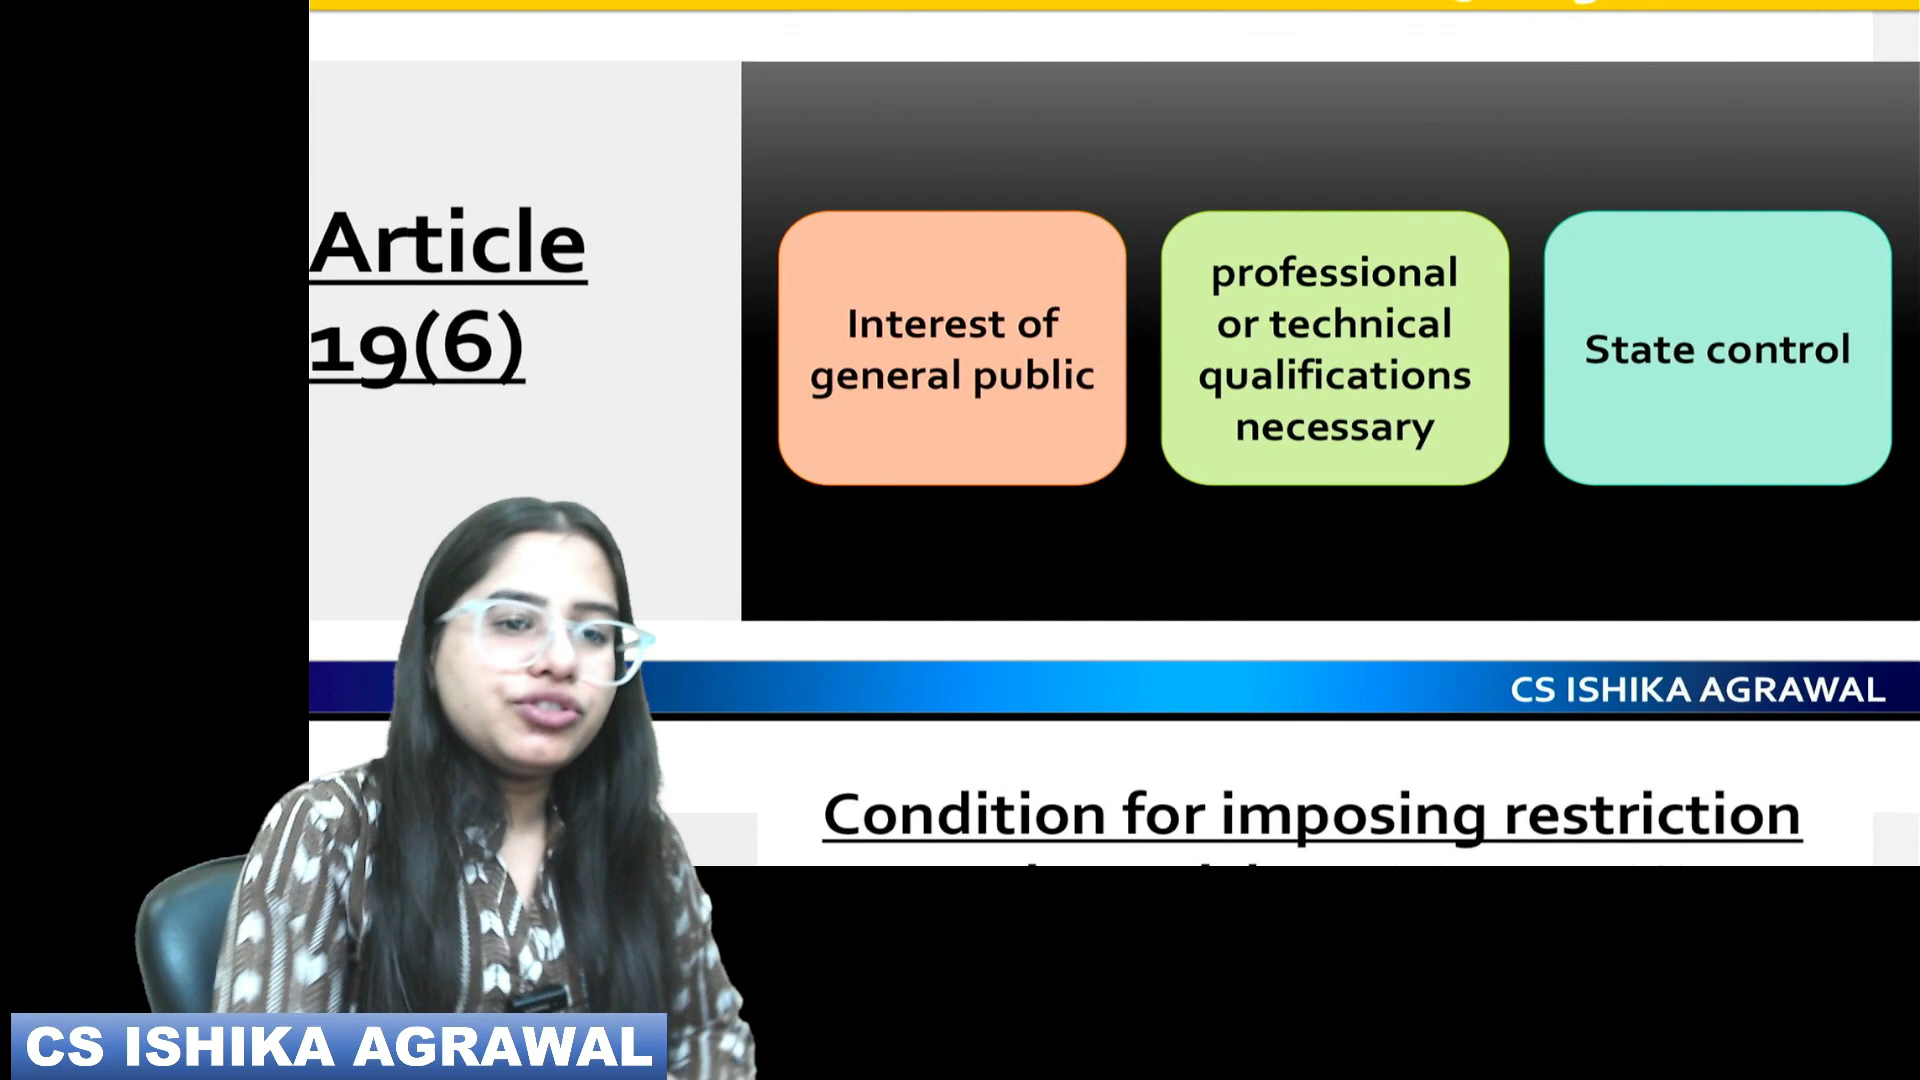 Article
19(6)
Interest of
general public
professional
or technical
qualifications
necessary
State control
CS ISHIKA AGRAWAL
Condition for imposing restriction
CS ISHIKA AGRAWAL